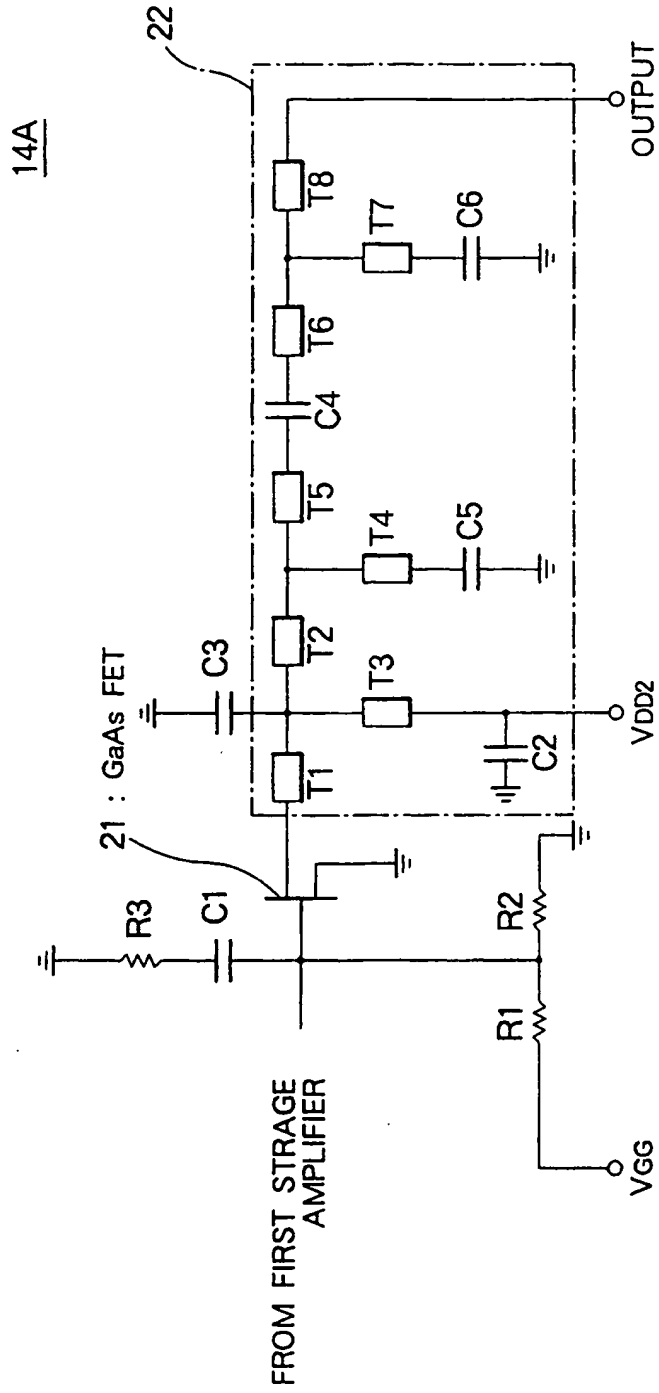 14A
22
21 : GaAs FET
R3
C1
C3
T1
T2
T5
C4
T6
T8
T3
T4
T7
C2
C5
C6
FROM FIRST STRAGE
AMPLIFIER
R1
R2
VGG
VDD2
OUTPUT